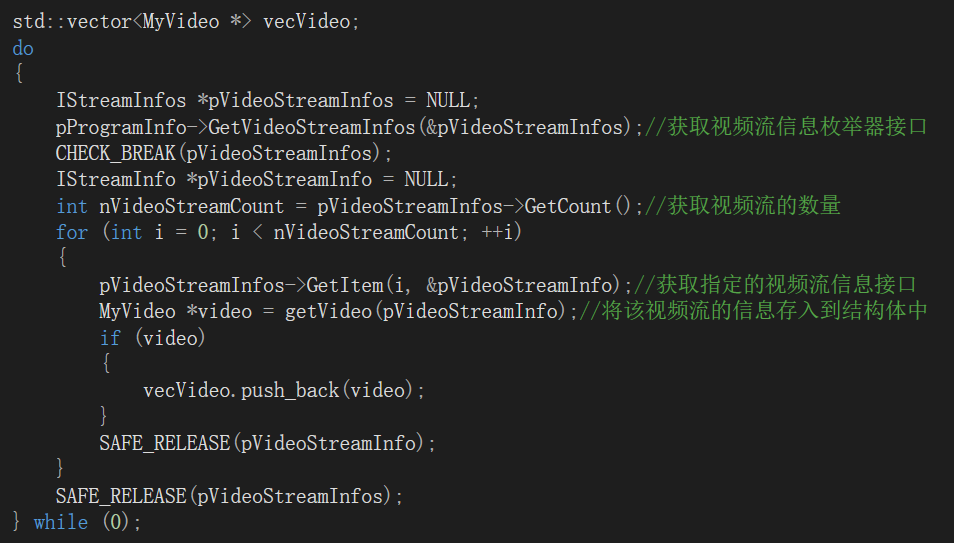 std::vector<MyVideo *> vecVideo;
do
{
    IStreamInfos *pVideoStreamInfos = NULL;
    pProgramInfo->GetVideoStreamInfos(&pVideoStreamInfos);//获取视频流信息枚举器接口
    CHECK_BREAK(pVideoStreamInfos);
    IStreamInfo *pVideoStreamInfo = NULL;
    int nVideoStreamCount = pVideoStreamInfos->GetCount();//获取视频流的数量
    for (int i = 0; i < nVideoStreamCount; ++i)
    {
        pVideoStreamInfos->GetItem(i, &pVideoStreamInfo);//获取指定的视频流信息接口
        MyVideo *video = getVideo(pVideoStreamInfo);//将该视频流的信息存入到结构体中
        if (video)
        {
            vecVideo.push_back(video);
        }
        SAFE_RELEASE(pVideoStreamInfo);
    }
    SAFE_RELEASE(pVideoStreamInfos);
} while (0);